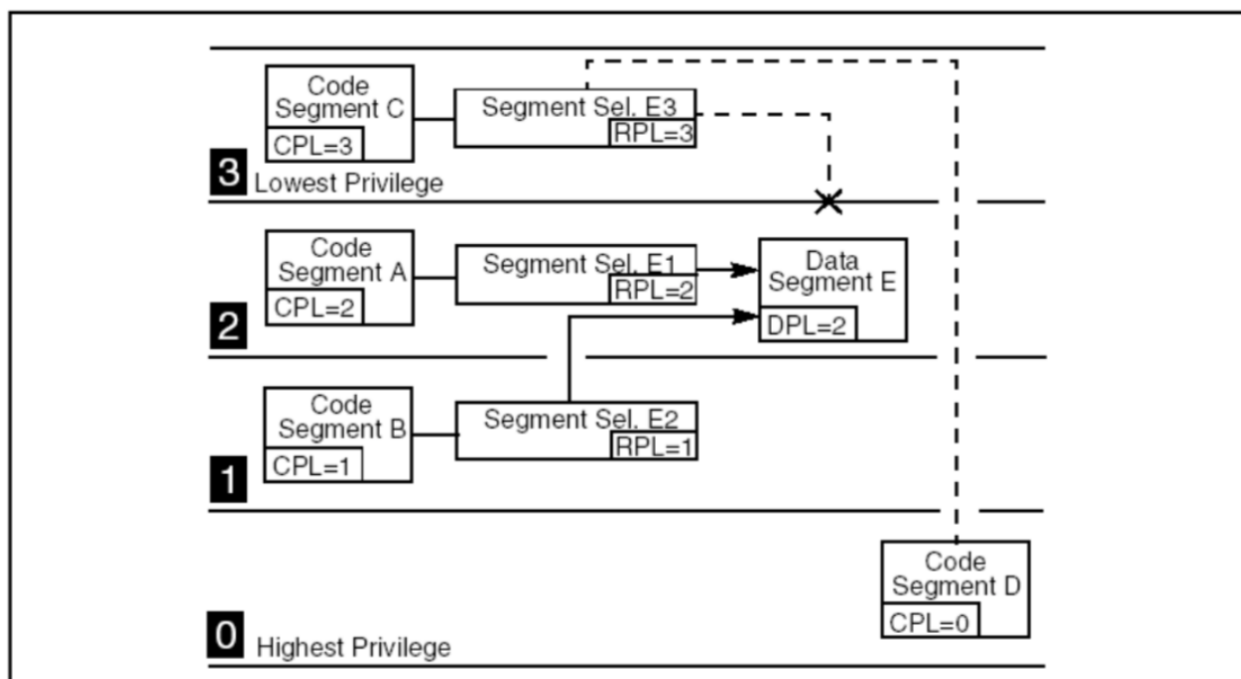 Code
Segment C
CPL=3
Segment Sel. E3
RPL=3
3
Lowest Privilege
Code
Segment A
CPL=2
Segment Sel. E1
RPL=2
Data
Segment E
DPL=2
2
Code
Segment B
CPL=1
Segment Sel. E2
RPL=1
1
Code
Segment D
CPL=0
0
Highest Privilege